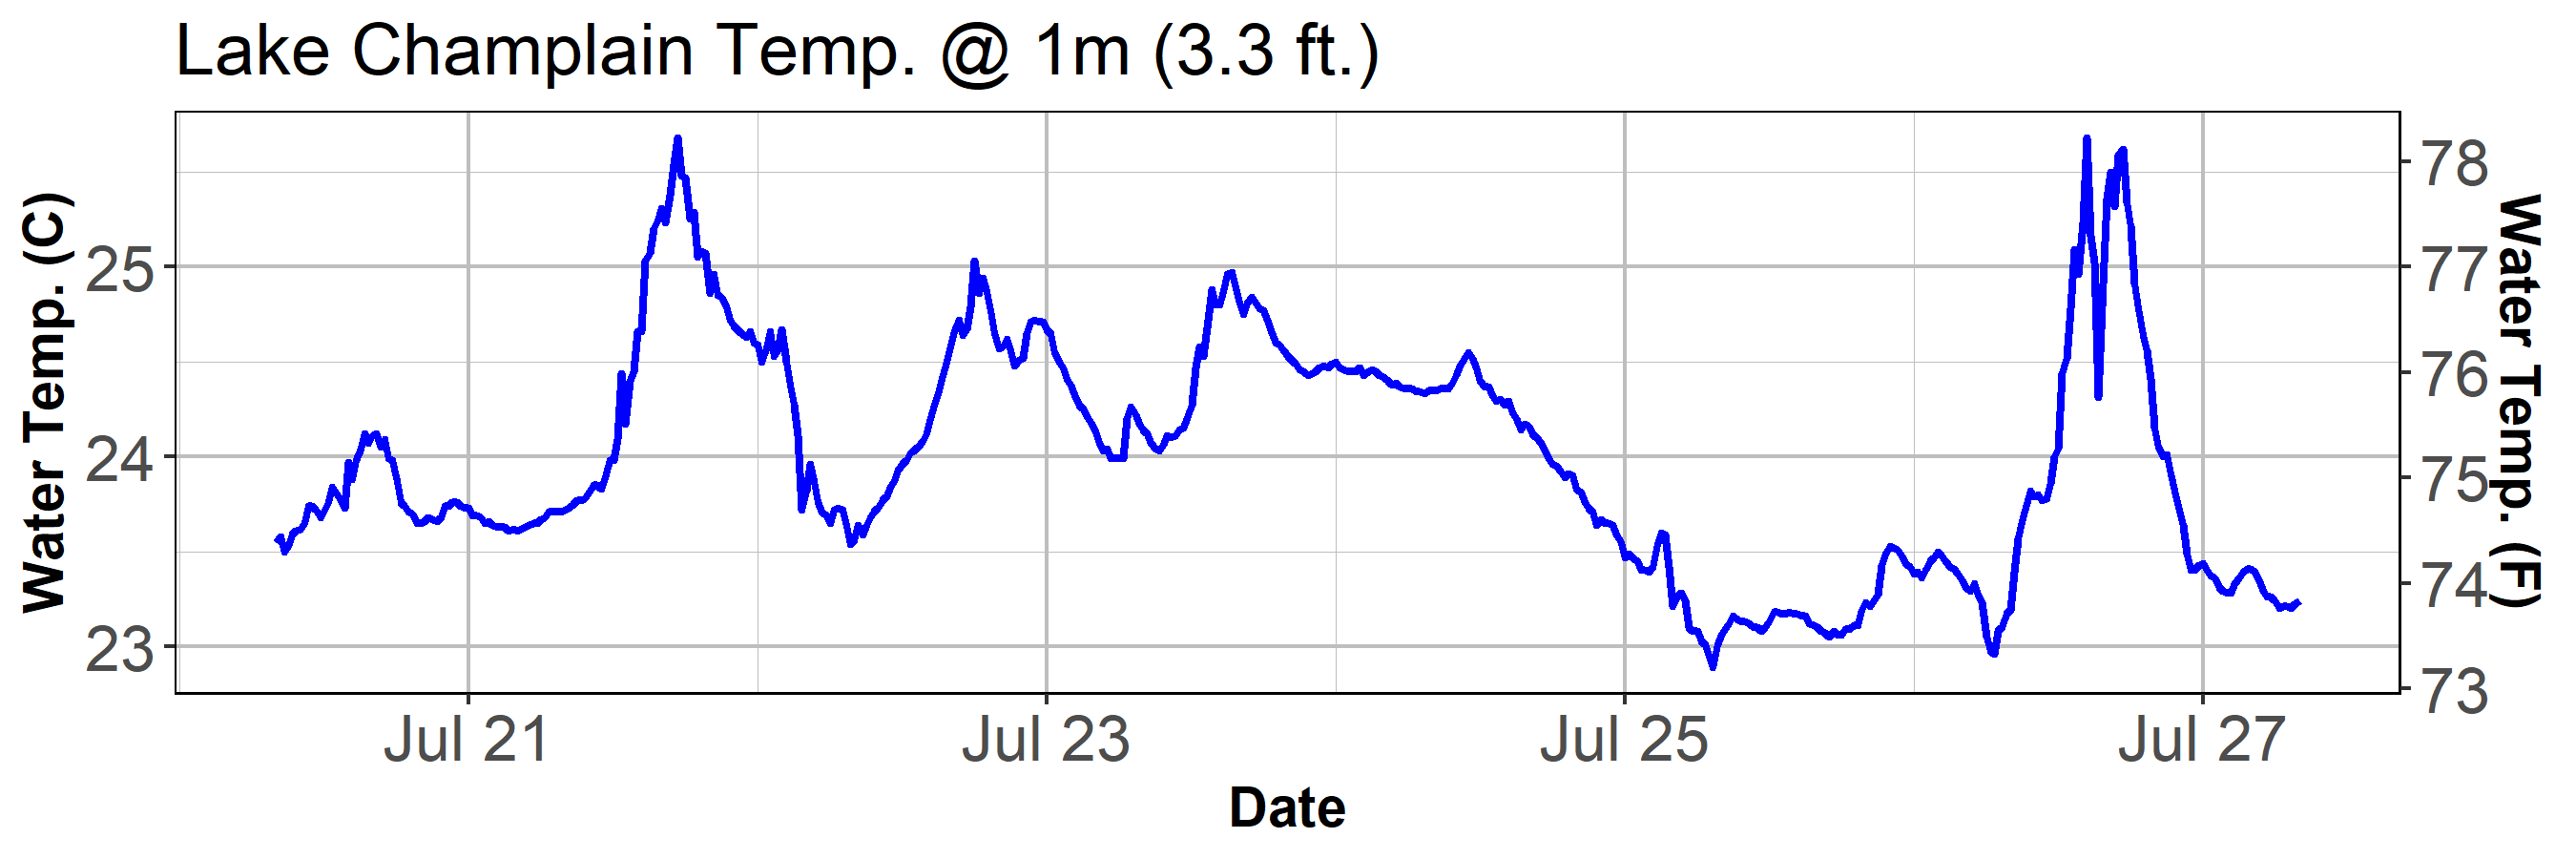 Lake Champlain Temp. @ 1m (3.3 ft.)
Water Temp. (C)
25
24
23
78
77
76
75
74
73
Water Temp. (F)
Jul 21
Jul 23
Jul 25
Jul 27
Date